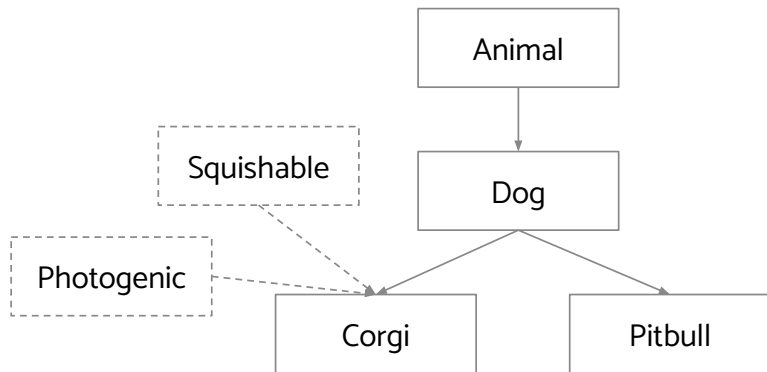 Animal
Squishable
Dog
Photogenic
Corgi
Pitbull